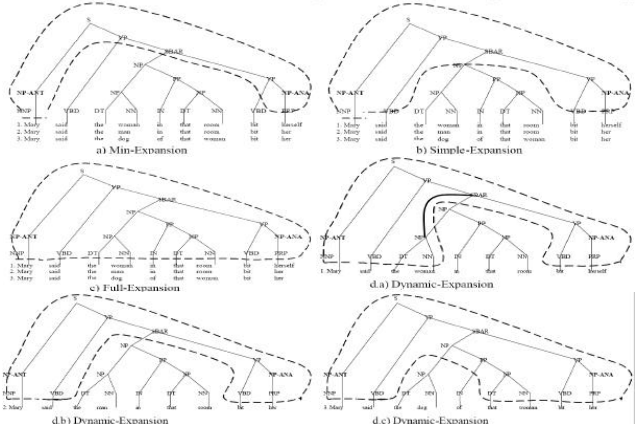 S S
VP VP
SBAR SBAR
NP NP
PP PP
NP NP NP NP
NP-ANT VP NP-ANA NP-ANT VP NP-ANA
NNP VBD DT NN IN DT NN VBD PRP NNP VBD DT NN IN DT NN VBD PRP
1. Mary said the woman in that room bit herself 1. Mary said the woman in that room bit herself
2. Mary said the man in that room bit her 2. Mary said the man in that room bit her
3. Mary said the dog of that woman bit her 3. Mary said the dog of that woman bit her
a) Min-Expansion b) Simple-Expansion
S S
VP VP
SBAR SBAR
NP NP
PP PP
NP NP NP NP
NP-ANT VP NP-ANA NP-ANT VP NP-ANA
NNP VBD DT NN IN DT NN VBD PRP NNP VBD DT NN IN DT NN VBD PRP
1. Mary said the woman in that room bit herself 1 Mary said the woman in that room bit herself
2. Mary said the man in that room bit her
3. Mary said the dog of that woman bit her
c) Full-Expansion d.a) Dynamic-Expansion
S S
VP VP
SBAR SBAR
NP NP
PP PP
NP NP NP NP
NP-ANT VP NP-ANA NP-ANT VP NP-ANA
NNP VBD DT NN IN DT NN VBD PRP NNP VBD DT NN IN DT NN VBD PRP
2. Mary said the man in that room bit her 3. Mary said the dog of that woman bit her
d.b) Dynamic-Expansion d.c) Dynamic-Expansion